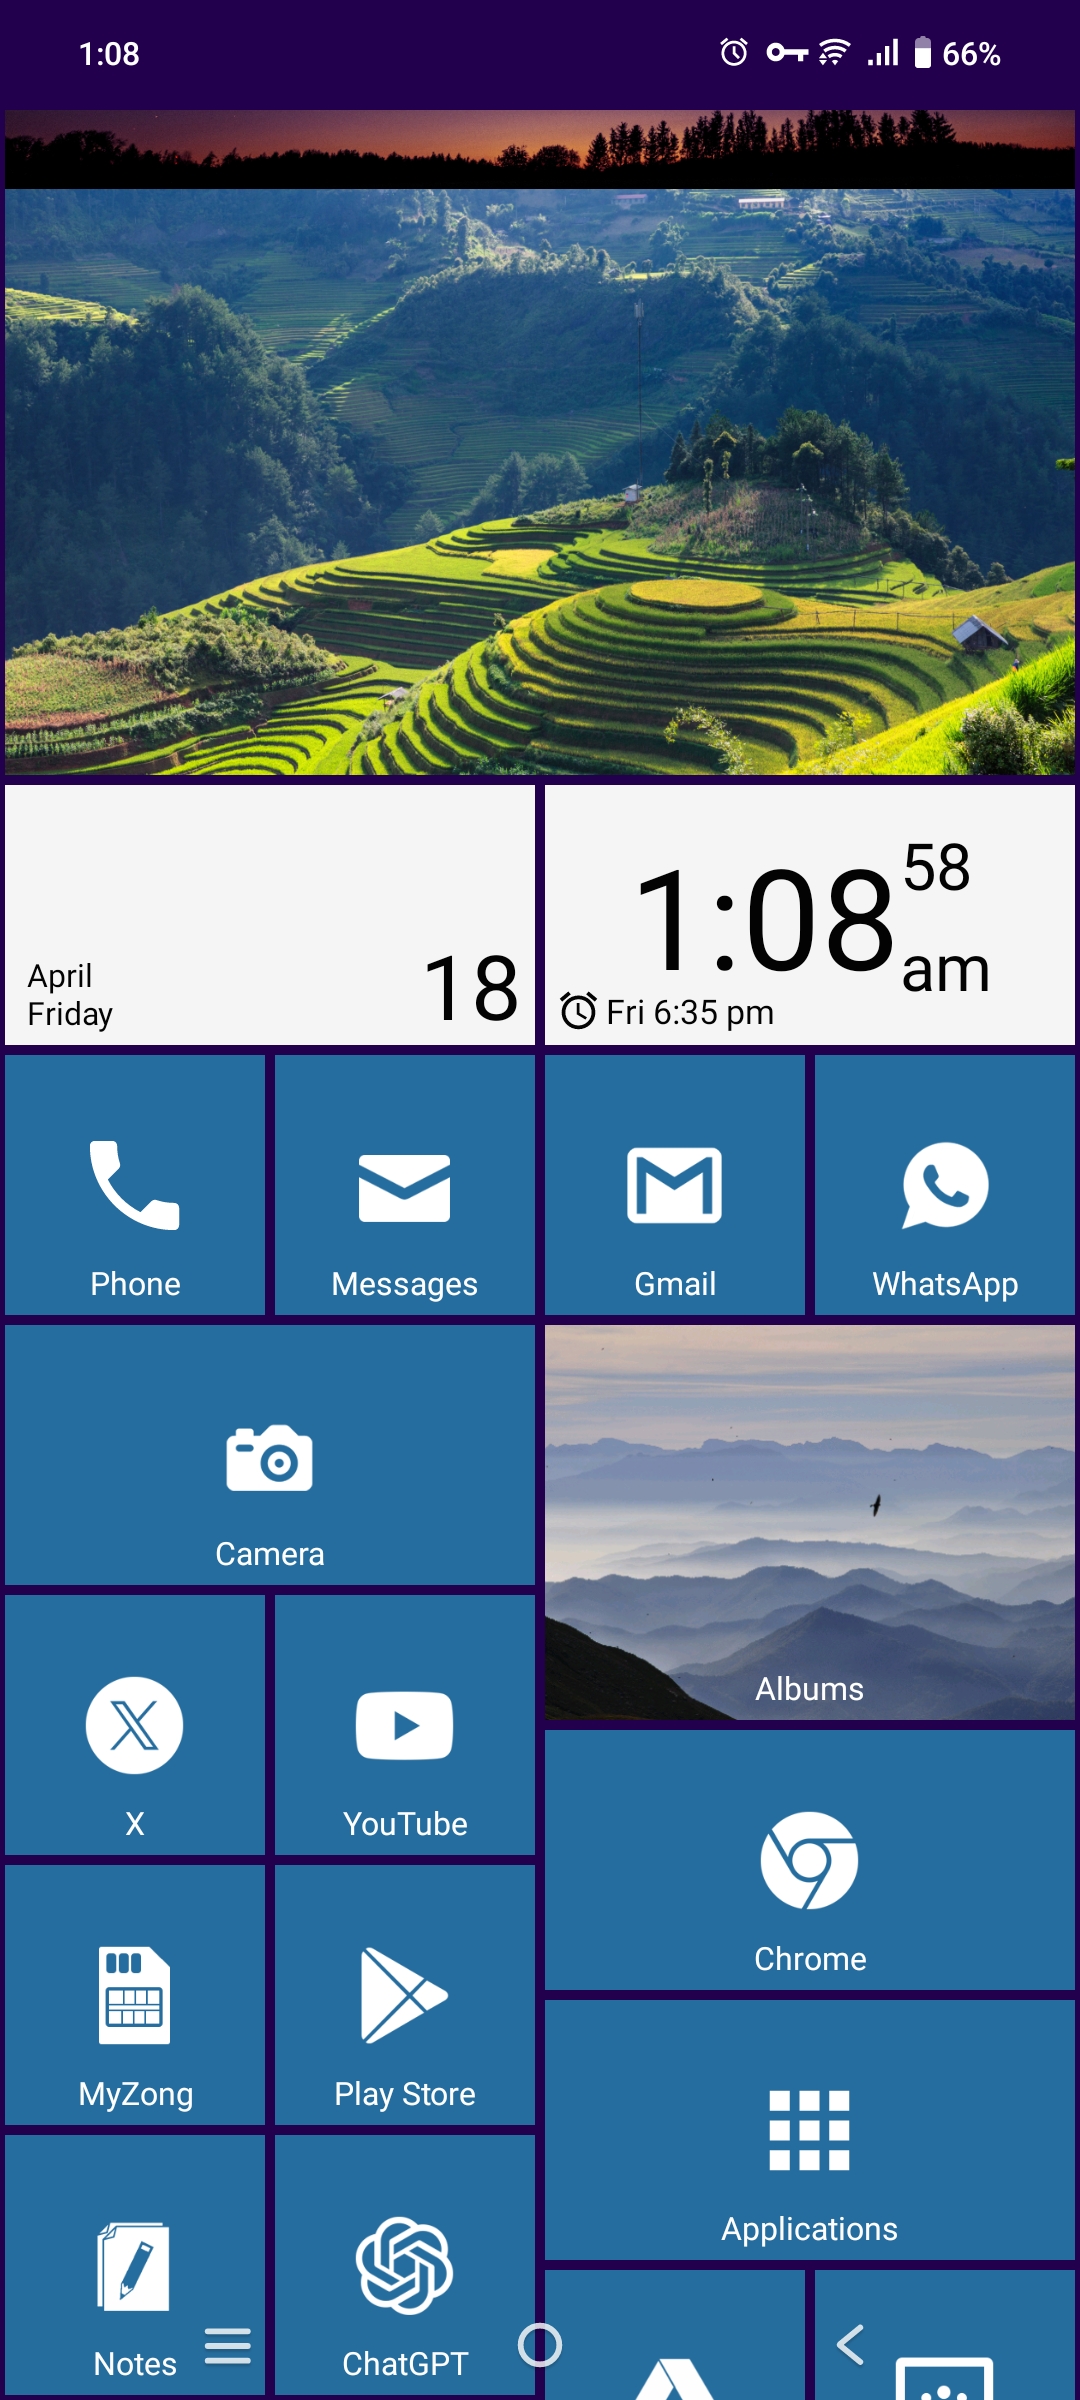 1:08
66%
April
Friday
18
1:08
58
am
Fri 6:35 pm
Phone
Messages
Gmail
WhatsApp
Camera
Albums
X
YouTube
Chrome
MyZong
Play Store
Applications
Notes
ChatGPT